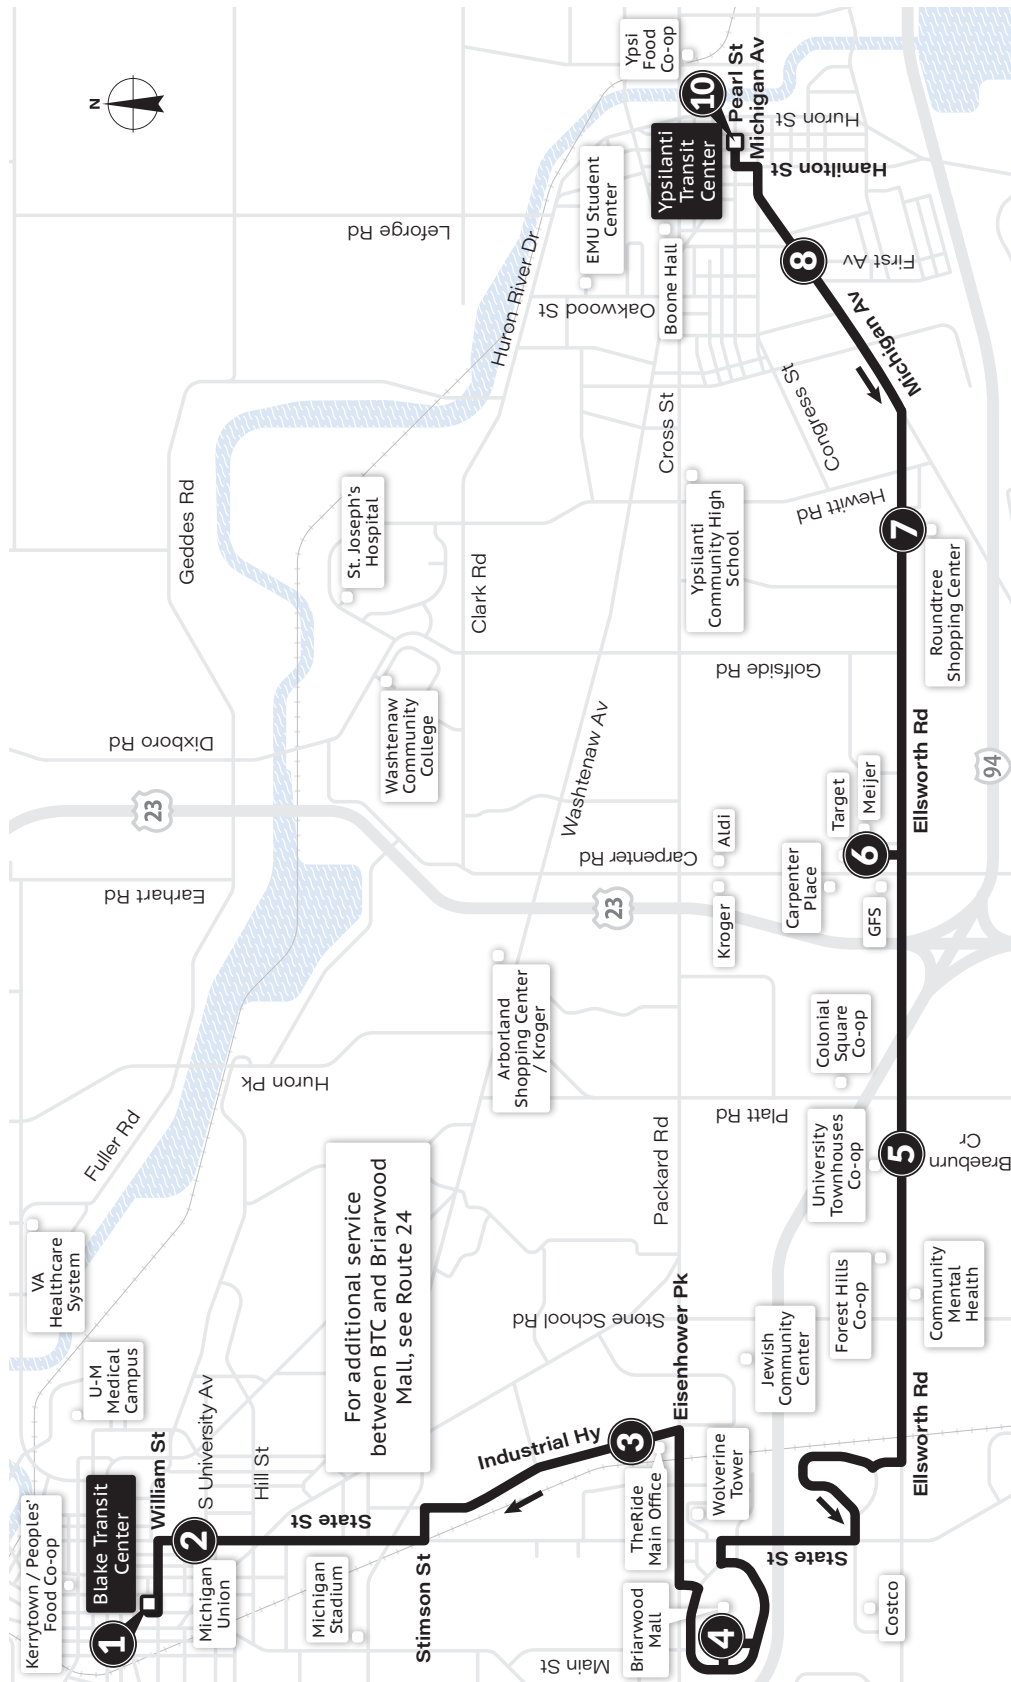 N
Kerrytown / Peoples'
Food Co-op
Blake Transit
Center
1
William St
2
S University Av
Michigan
Union
Hill St
U-M
Medical
Campus
VA
Healthcare
System
Fuller Rd
Huron Pk
Earhart Rd
23
Dixboro Rd
Geddes Rd
Leforge Rd
Huron River Dr
St. Joseph's
Hospital
Washtenaw
Community
College
Clark Rd
For additional service
between BTC and Briarwood
Mall, see Route 24
State St
Michigan
Stadium
Stimson St
Industrial Hy
3
Eisenhower Pk
TheRide
Main Office
Wolverine
Tower
Main St
Briarwood
Mall
4
State St
Costco
Stone School Rd
Jewish
Community
Center
Packard Rd
Platt Rd
Arborland
Shopping Center
/ Kroger
Washtenaw Av
23
Carpenter Rd
Kroger
Aldi
Carpenter
Place
Target
Meijer
GFS
6
Colonial
Square
Co-op
University
Townhouses
Co-op
5
Braeburn
Cr
Forest Hills
Co-op
Community
Mental
Health
Ellsworth Rd
Ellsworth Rd
94
Golfside Rd
Cross St
Ypsilanti
Community High
School
Hewitt Rd
7
Roundtree
Shopping Center
Congress St
Michigan Av
8
First Av
Oakwood St
EMU Student
Center
Boone Hall
Ypsilanti
Transit
Center
10
Ypsi
Food
Co-op
Pearl St
Michigan Av
Huron St
Hamilton St